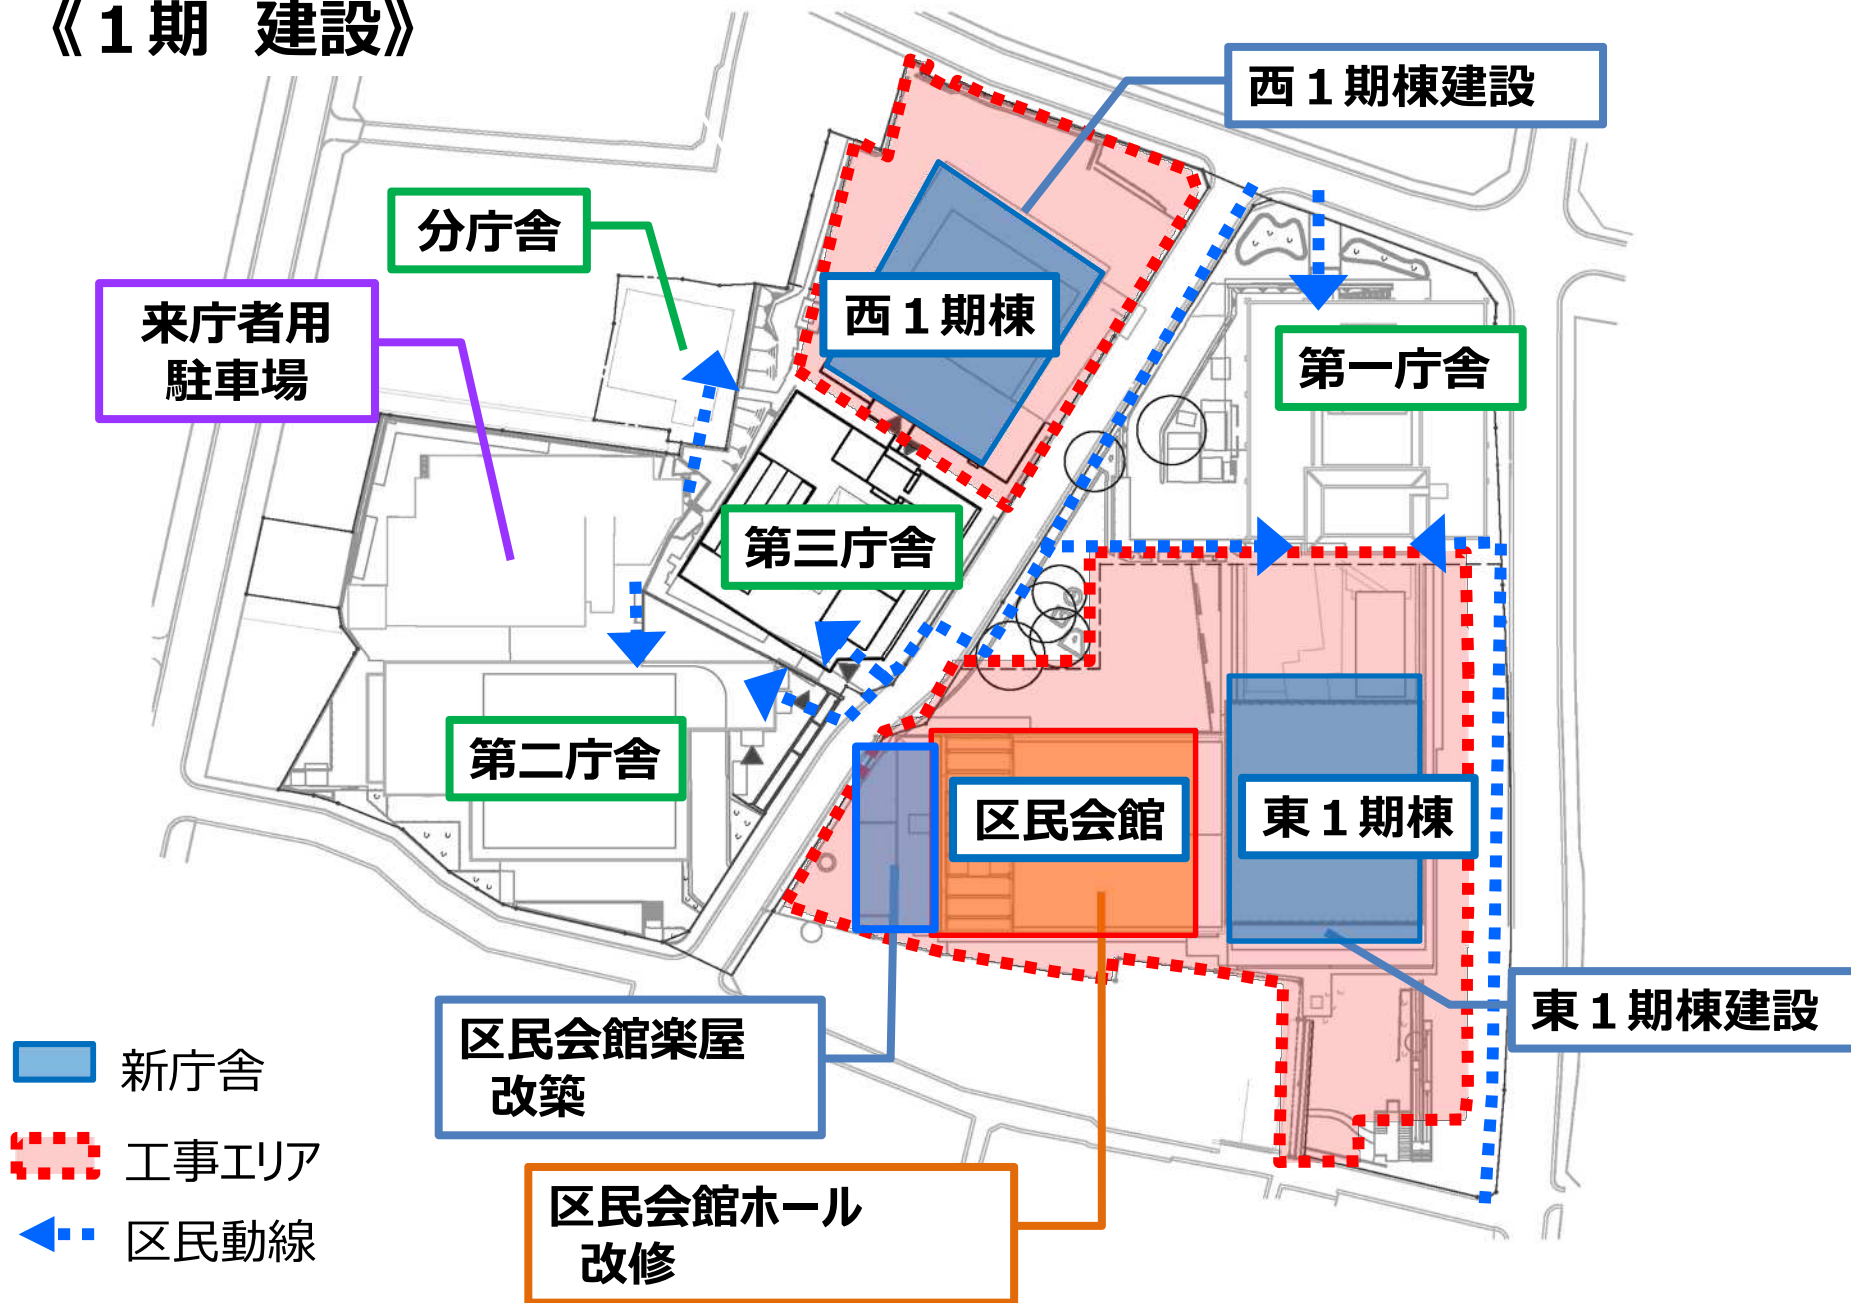 《１期　建設》
西１期棟建設
分庁舎
来庁者用
駐車場
西１期棟
第一庁舎
第三庁舎
第二庁舎
区民会館
東１期棟
東１期棟建設
区民会館楽屋
改築
区民会館ホール
改修
新庁舎
工事エリア
区民動線